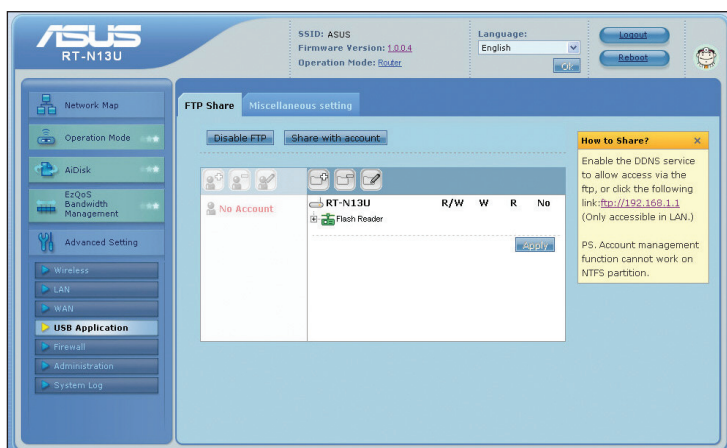 ASUS
RT-N13U
SSID: ASUS
Firmware Version: 1.0.0.4
Operation Mode: Router
Language:
English
Ok
Logout
Reboot
Network Map
Operation Mode
AiDisk
EzQoS
Bandwidth
Management
Advanced Setting
Wireless
LAN
WAN
USB Application
Firewall
Administration
System Log
FTP Share
Miscellaneous setting
Disable FTP
Share with account
No Account
RT-N13U R/W W R No
Flash Reader
Apply
How to Share? ×
Enable the DDNS service
to allow access via the
ftp, or click the following
link:ftp://192.168.1.1
(Only accessible in LAN.)
PS. Account management
function cannot work on
NTFS partition.